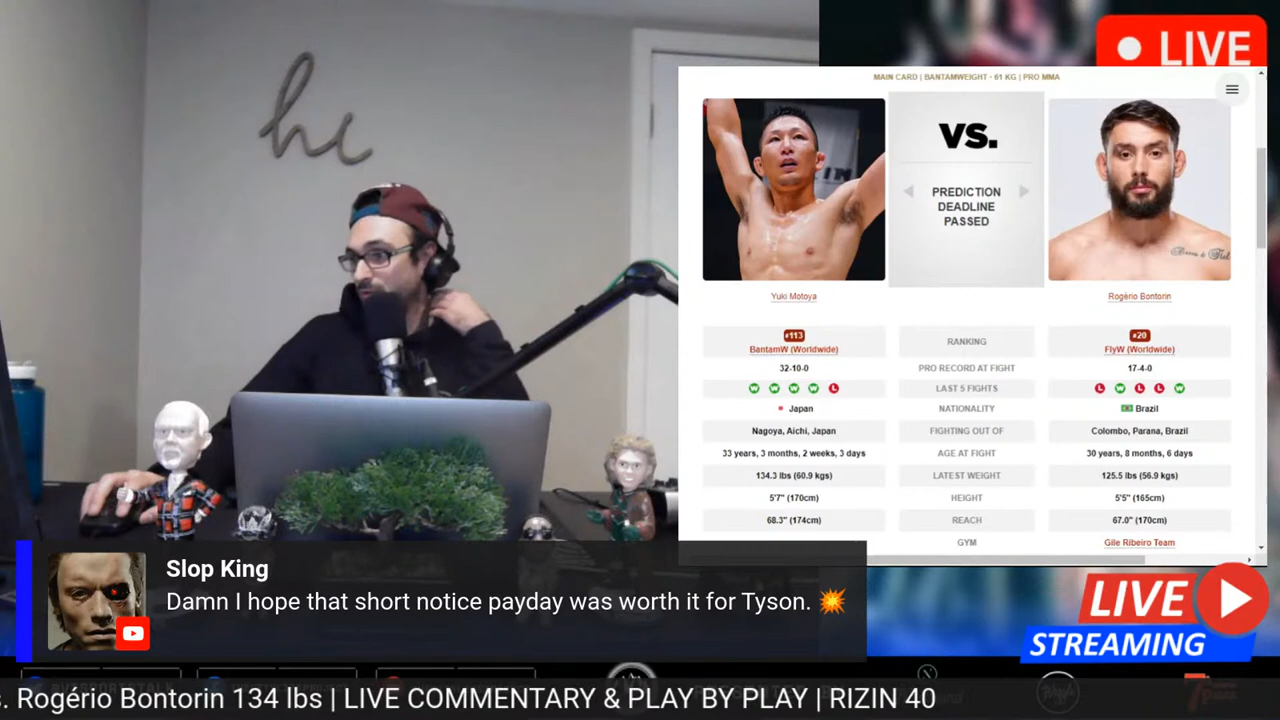 hi
LIVE
MAIN CARD | BANTAMWEIGHT · 61 KG | PRO MMA
VS.
PREDICTION
DEADLINE
PASSED
Yuki Motoya
Rogério Bontorin
#113
BantamW (Worldwide)
RANKING
#20
FlyW (Worldwide)
32-10-0 PRO RECORD AT FIGHT 17-4-0
W W W W L LAST 5 FIGHTS L W L L W
Japan NATIONALITY Brazil
Nagoya, Aichi, Japan FIGHTING OUT OF Colombo, Parana, Brazil
33 years, 3 months, 2 weeks, 3 days AGE AT FIGHT 30 years, 8 months, 6 days
134.3 lbs (60.9 kgs) LATEST WEIGHT 125.5 lbs (56.9 kgs)
5'7" (170cm) HEIGHT 5'5" (165cm)
68.3" (174cm) REACH 67.0" (170cm)
GYM Gile Ribeiro Team
Slop King
Damn I hope that short notice payday was worth it for Tyson. 💥
LIVE
STREAMING
s. Rogério Bontorin 134 lbs | LIVE COMMENTARY & PLAY BY PLAY | RIZIN 40